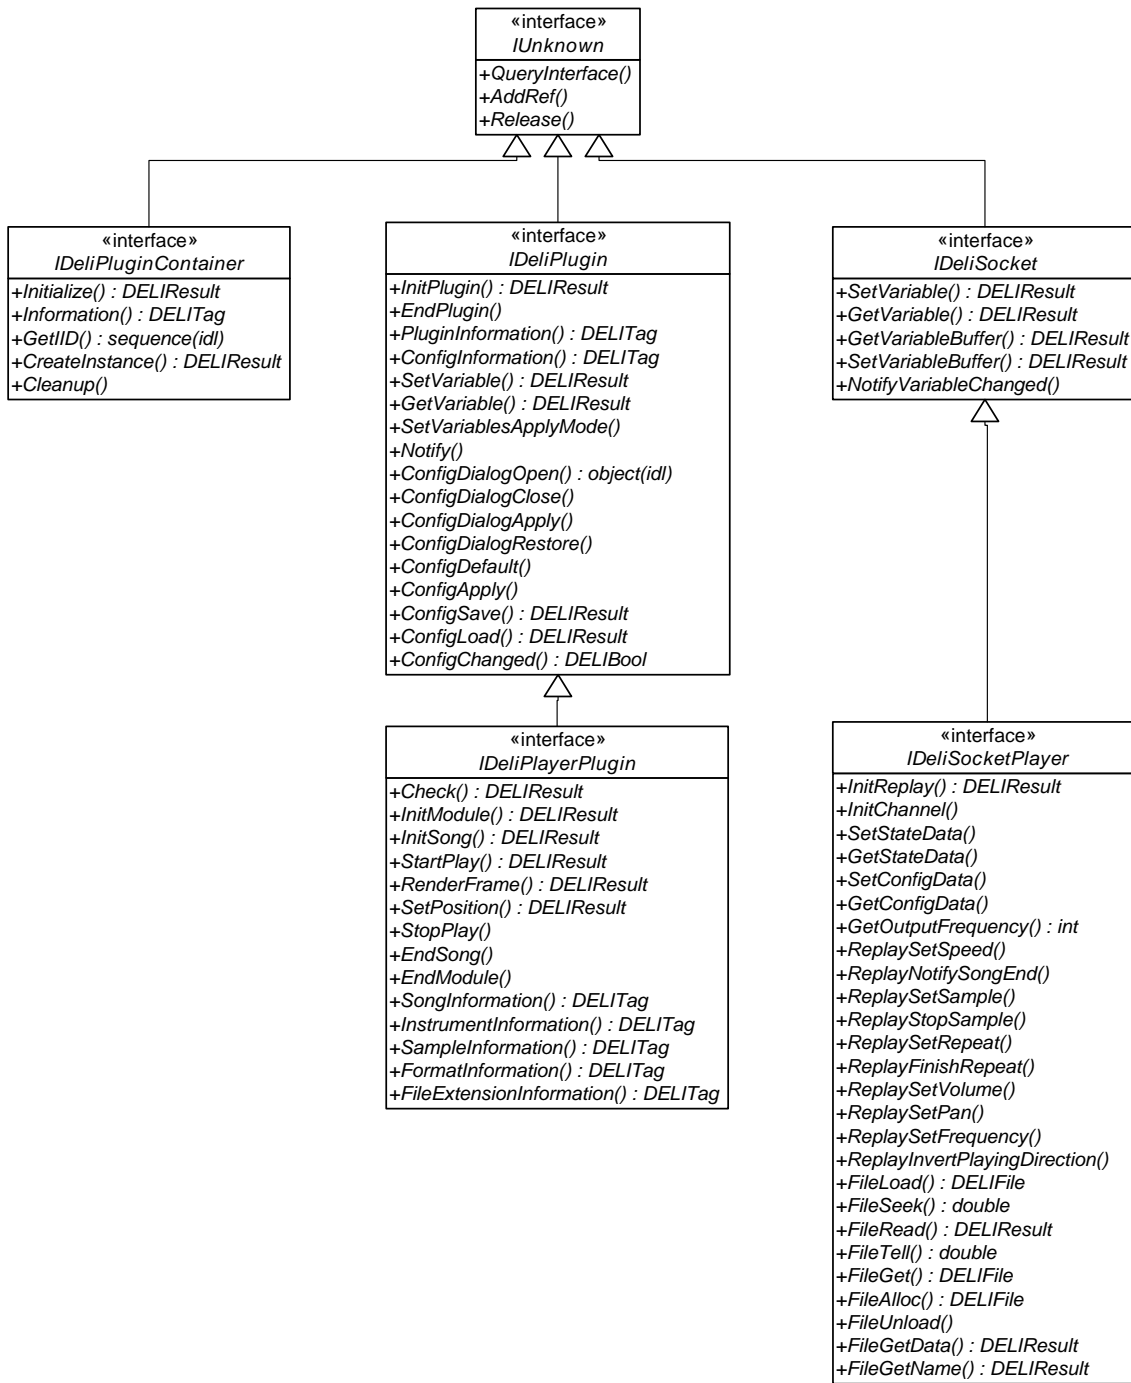 «interface»
IUnknown
+QueryInterface()
+AddRef()
+Release()
«interface»
IDeliPluginContainer
+Initialize() : DELIResult
+Information() : DELITag
+GetIID() : sequence(idl)
+CreateInstance() : DELIResult
+Cleanup()
«interface»
IDeliPlugin
+InitPlugin() : DELIResult
+EndPlugin()
+PluginInformation() : DELITag
+ConfigInformation() : DELITag
+SetVariable() : DELIResult
+GetVariable() : DELIResult
+SetVariablesApplyMode()
+Notify()
+ConfigDialogOpen() : object(idl)
+ConfigDialogClose()
+ConfigDialogApply()
+ConfigDialogRestore()
+ConfigDefault()
+ConfigApply()
+ConfigSave() : DELIResult
+ConfigLoad() : DELIResult
+ConfigChanged() : DELIBool
«interface»
IDeliSocket
+SetVariable() : DELIResult
+GetVariable() : DELIResult
+GetVariableBuffer() : DELIResult
+SetVariableBuffer() : DELIResult
+NotifyVariableChanged()
«interface»
IDeliPlayerPlugin
+Check() : DELIResult
+InitModule() : DELIResult
+InitSong() : DELIResult
+StartPlay() : DELIResult
+RenderFrame() : DELIResult
+SetPosition() : DELIResult
+StopPlay()
+EndSong()
+EndModule()
+SongInformation() : DELITag
+InstrumentInformation() : DELITag
+SampleInformation() : DELITag
+FormatInformation() : DELITag
+FileExtensionInformation() : DELITag
«interface»
IDeliSocketPlayer
+InitReplay() : DELIResult
+InitChannel()
+SetStateData()
+GetStateData()
+SetConfigData()
+GetConfigData()
+GetOutputFrequency() : int
+ReplaySetSpeed()
+ReplayNotifySongEnd()
+ReplaySetSample()
+ReplayStopSample()
+ReplaySetRepeat()
+ReplayFinishRepeat()
+ReplaySetVolume()
+ReplaySetPan()
+ReplaySetFrequency()
+ReplayInvertPlayingDirection()
+FileLoad() : DELIFile
+FileSeek() : double
+FileRead() : DELIResult
+FileTell() : double
+FileGet() : DELIFile
+FileAlloc() : DELIFile
+FileUnload()
+FileGetData() : DELIResult
+FileGetName() : DELIResult